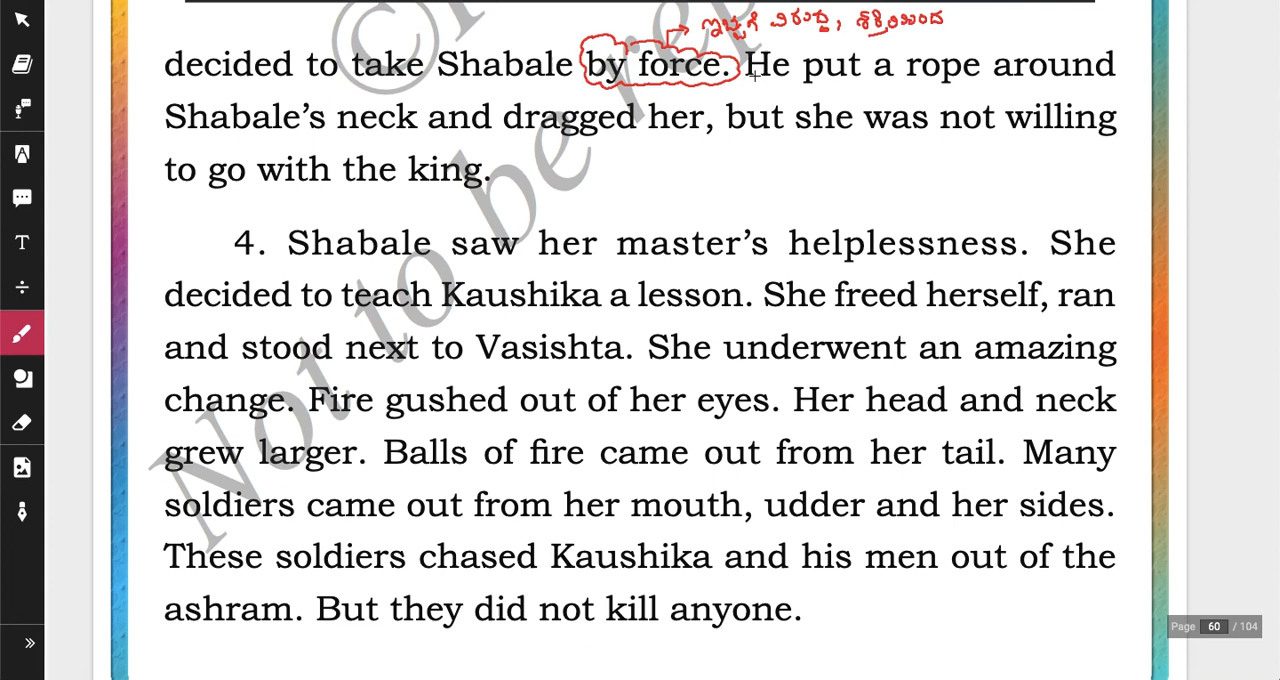 ಇಚ್ಛೆಗೆ ವಿರುದ್ಧ, ಶಕ್ತಿಯಿಂದ
decided to take Shabale by force. He put a rope around
Shabale's neck and dragged her, but she was not willing
to go with the king.
4. Shabale saw her master's helplessness. She
decided to teach Kaushika a lesson. She freed herself, ran
and stood next to Vasishta. She underwent an amazing
change. Fire gushed out of her eyes. Her head and neck
grew larger. Balls of fire came out from her tail. Many
soldiers came out from her mouth, udder and her sides.
These soldiers chased Kaushika and his men out of the
ashram. But they did not kill anyone.
Page 60 / 104
©
Not to be rep